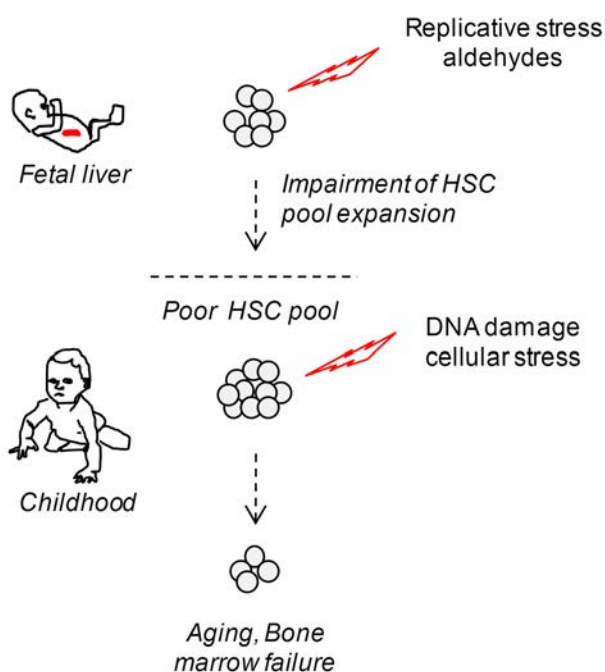 Replicative stress
aldehydes
Fetal liver
Impairment of HSC
pool expansion
Poor HSC pool
DNA damage
cellular stress
Childhood
Aging, Bone
marrow failure